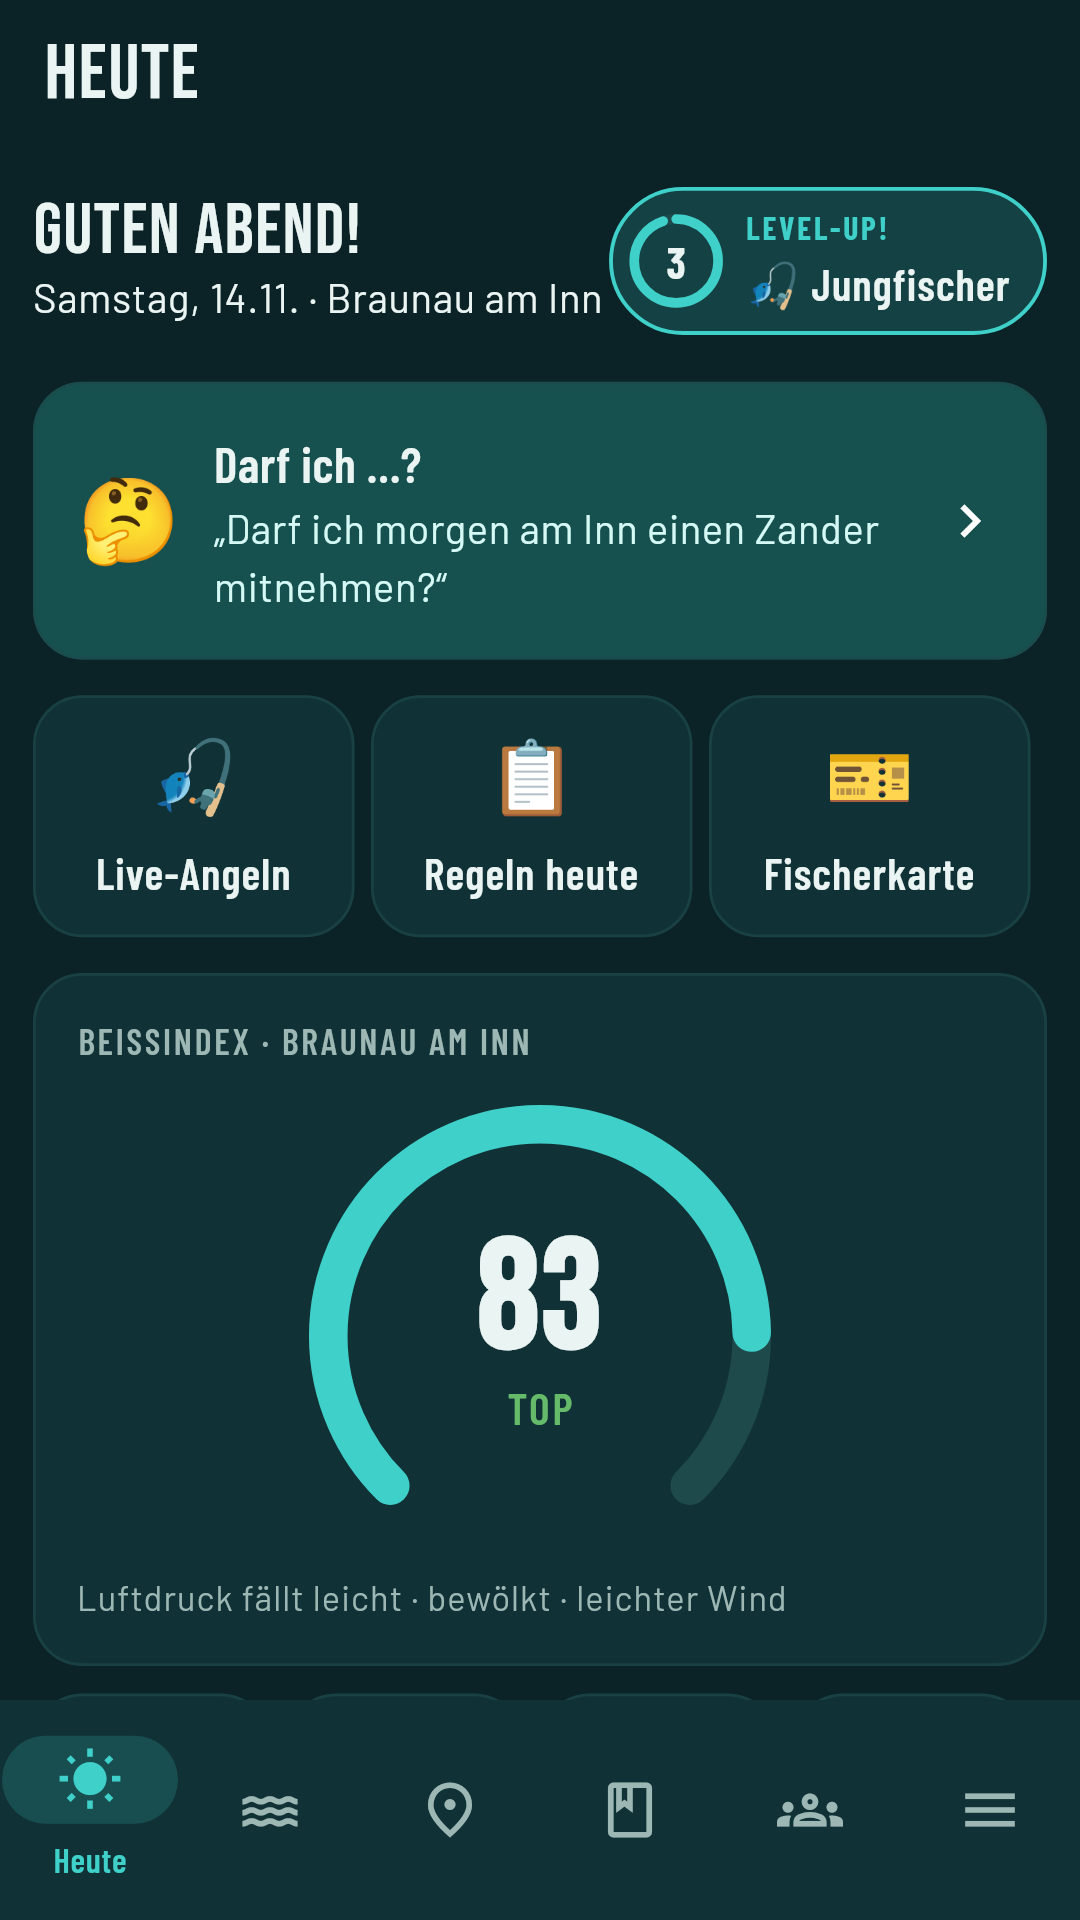 HEUTE
GUTEN ABEND!
Samstag, 14.11. · Braunau am Inn
3
LEVEL-UP!
🎣 Jungfischer
Darf ich ...?
„Darf ich morgen am Inn einen Zander
mitnehmen?“
Live-Angeln
Regeln heute
Fischerkarte
BEISSINDEX · BRAUNAU AM INN
83
TOP
Luftdruck fällt leicht · bewölkt · leichter Wind
Heute